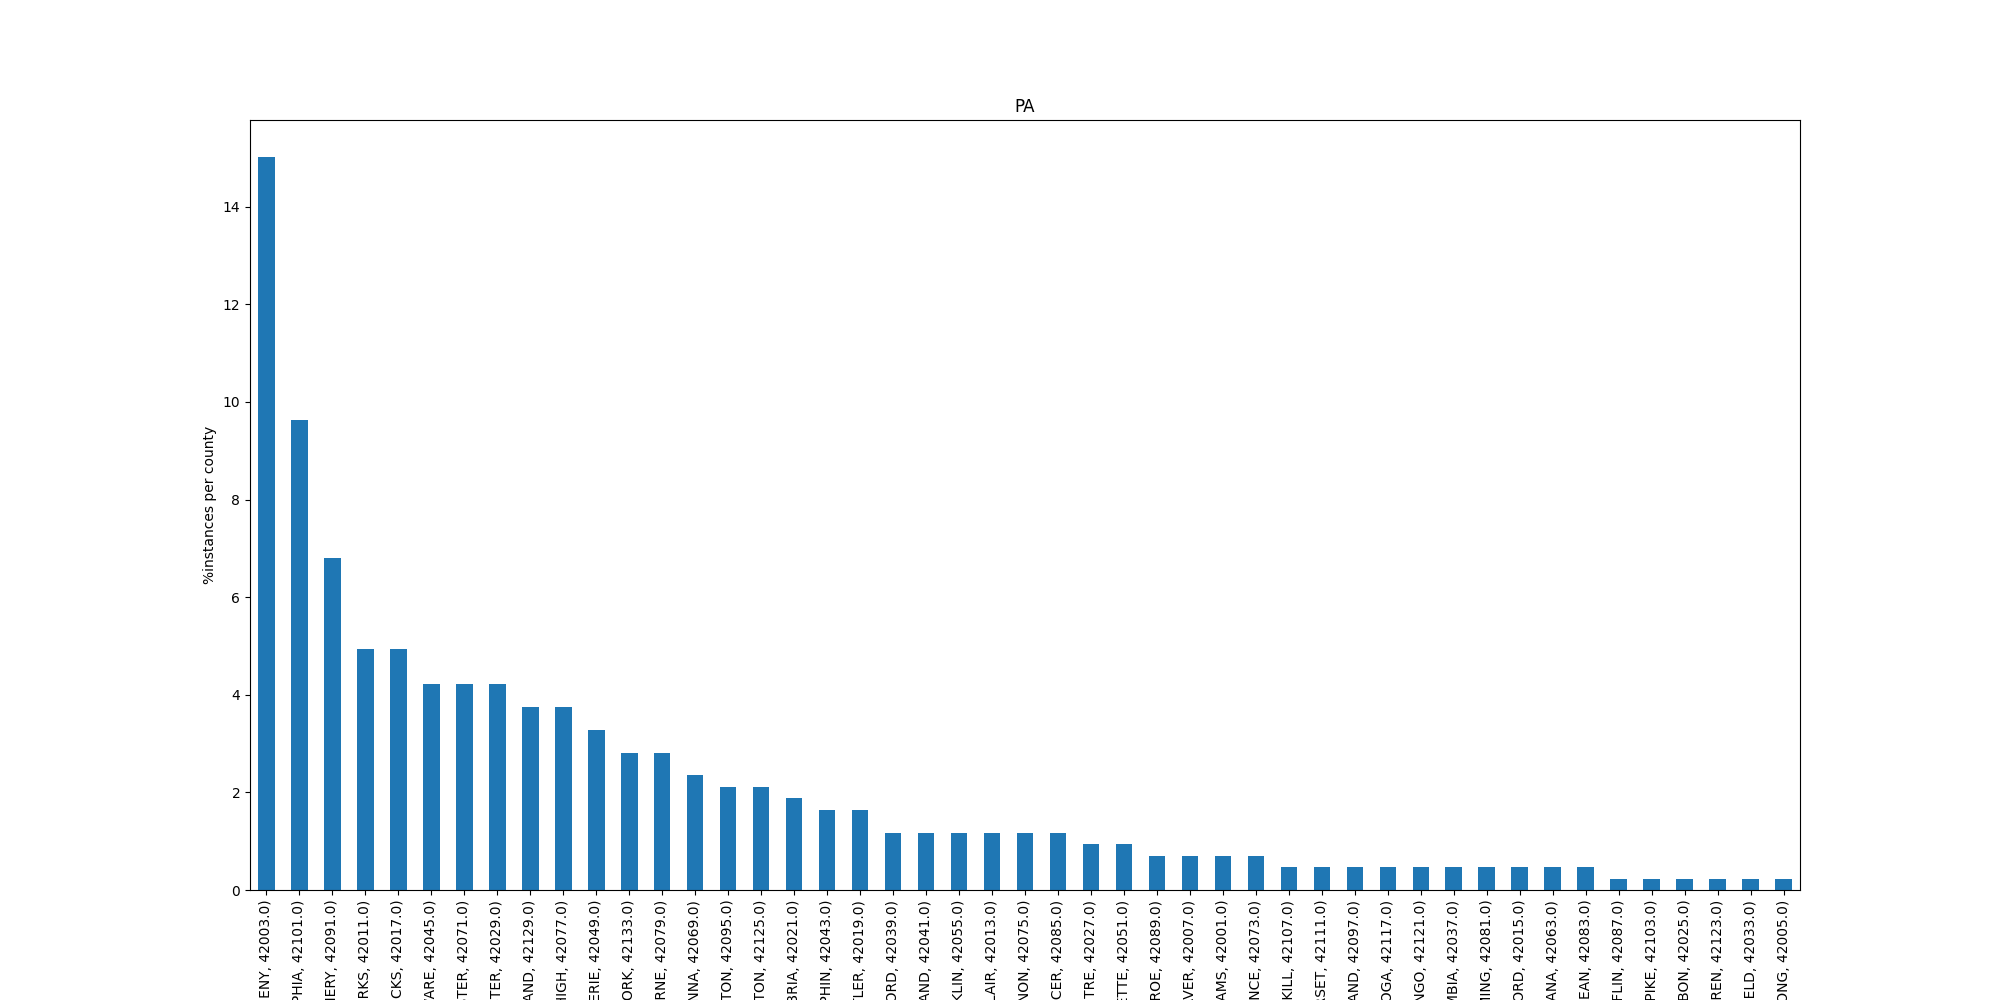 PA
%instances per county
14
12
10
8
6
4
2
0
ENY, 42003.0)
PHIA, 42101.0)
ERY, 42091.0)
RKS, 42011.0)
CKS, 42017.0)
ARE, 42045.0)
TER, 42071.0)
TER, 42029.0)
AND, 42129.0)
HIGH, 42077.0)
ERIE, 42049.0)
ORK, 42133.0)
RNE, 42079.0)
NNA, 42069.0)
TON, 42095.0)
TON, 42125.0)
BRIA, 42021.0)
PHIN, 42043.0)
LER, 42019.0)
ORD, 42039.0)
AND, 42041.0)
KLIN, 42055.0)
LAIR, 42013.0)
NON, 42075.0)
CER, 42085.0)
TRE, 42027.0)
ETTE, 42051.0)
ROE, 42089.0)
VER, 42007.0)
AMS, 42001.0)
NCE, 42073.0)
KILL, 42107.0)
SET, 42111.0)
AND, 42097.0)
OGA, 42117.0)
NGO, 42121.0)
MBIA, 42037.0)
ING, 42081.0)
ORD, 42015.0)
ANA, 42063.0)
EAN, 42083.0)
FLIN, 42087.0)
PIKE, 42103.0)
BON, 42025.0)
REN, 42123.0)
ELD, 42033.0)
ONG, 42005.0)